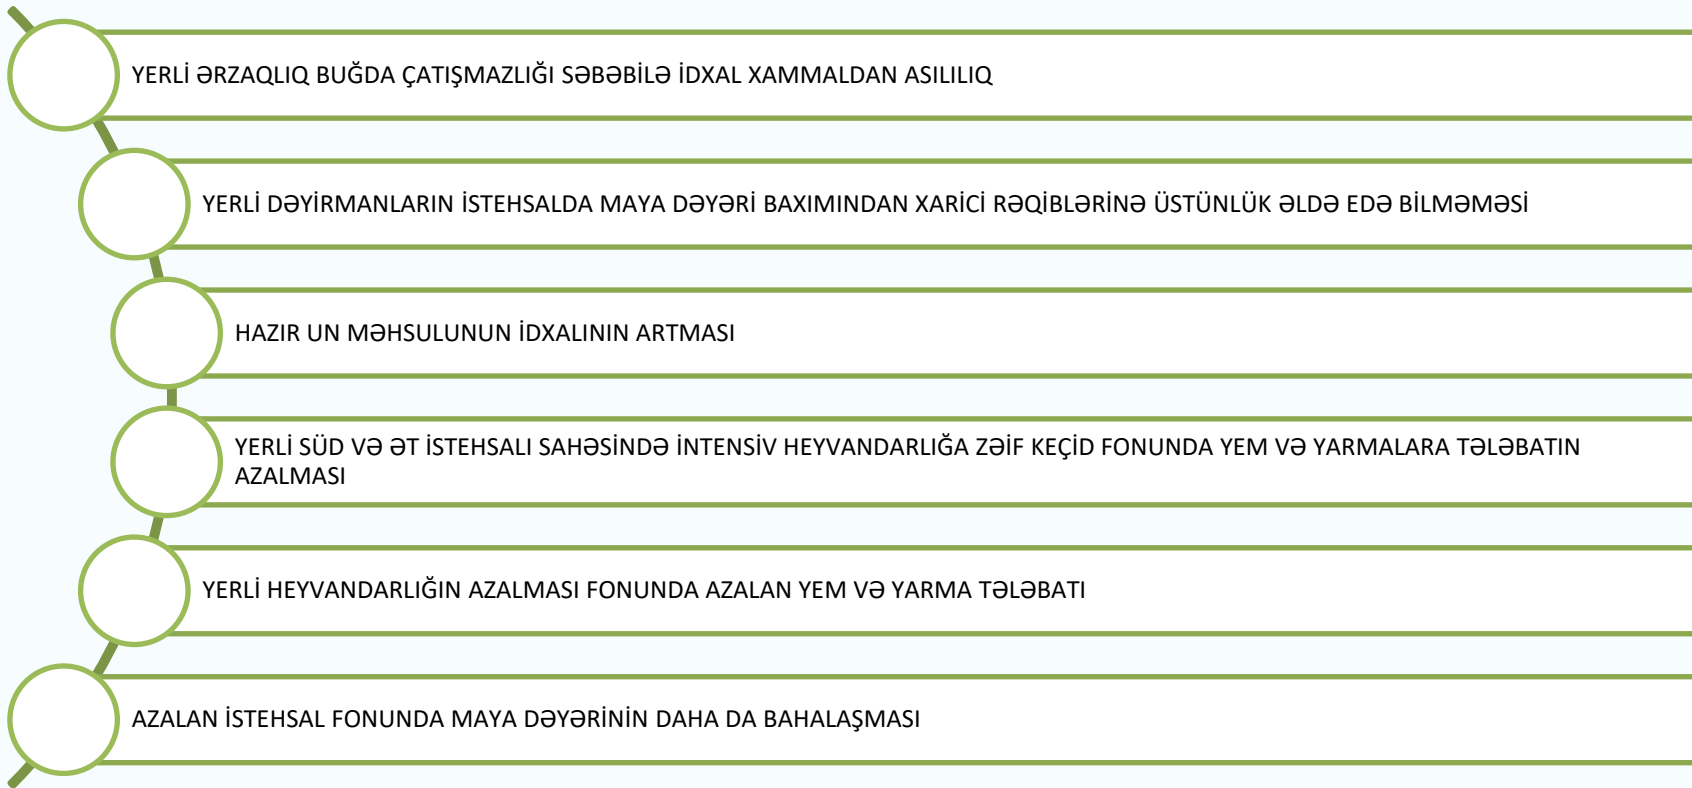 YERLİ ƏRZAQLIQ BUĞDA ÇATIŞMAZLIĞI SƏBƏBİLƏ İDXAL XAMMALDAN ASILILIQ
YERLİ DƏYİRMANLARIN İSTEHSALDA MAYA DƏYƏRİ BAXIMINDAN XARİCİ RƏQİBLƏRİNƏ ÜSTÜNLÜK ƏLDƏ EDƏ BİLMƏMƏSİ
HAZIR UN MƏHSULUNUN İDXALININ ARTMASI
YERLİ SÜD VƏ ƏT İSTEHSALI SAHƏSİNDƏ İNTENSİV HEYVANDARLIĞA ZƏİF KEÇİD FONUNDA YEM VƏ YARMALARA TƏLƏBATIN
AZALMASI
YERLİ HEYVANDARLIĞIN AZALMASI FONUNDA AZALAN YEM VƏ YARMA TƏLƏBATI
AZALAN İSTEHSAL FONUNDA MAYA DƏYƏRİNİN DAHA DA BAHALAŞMASI